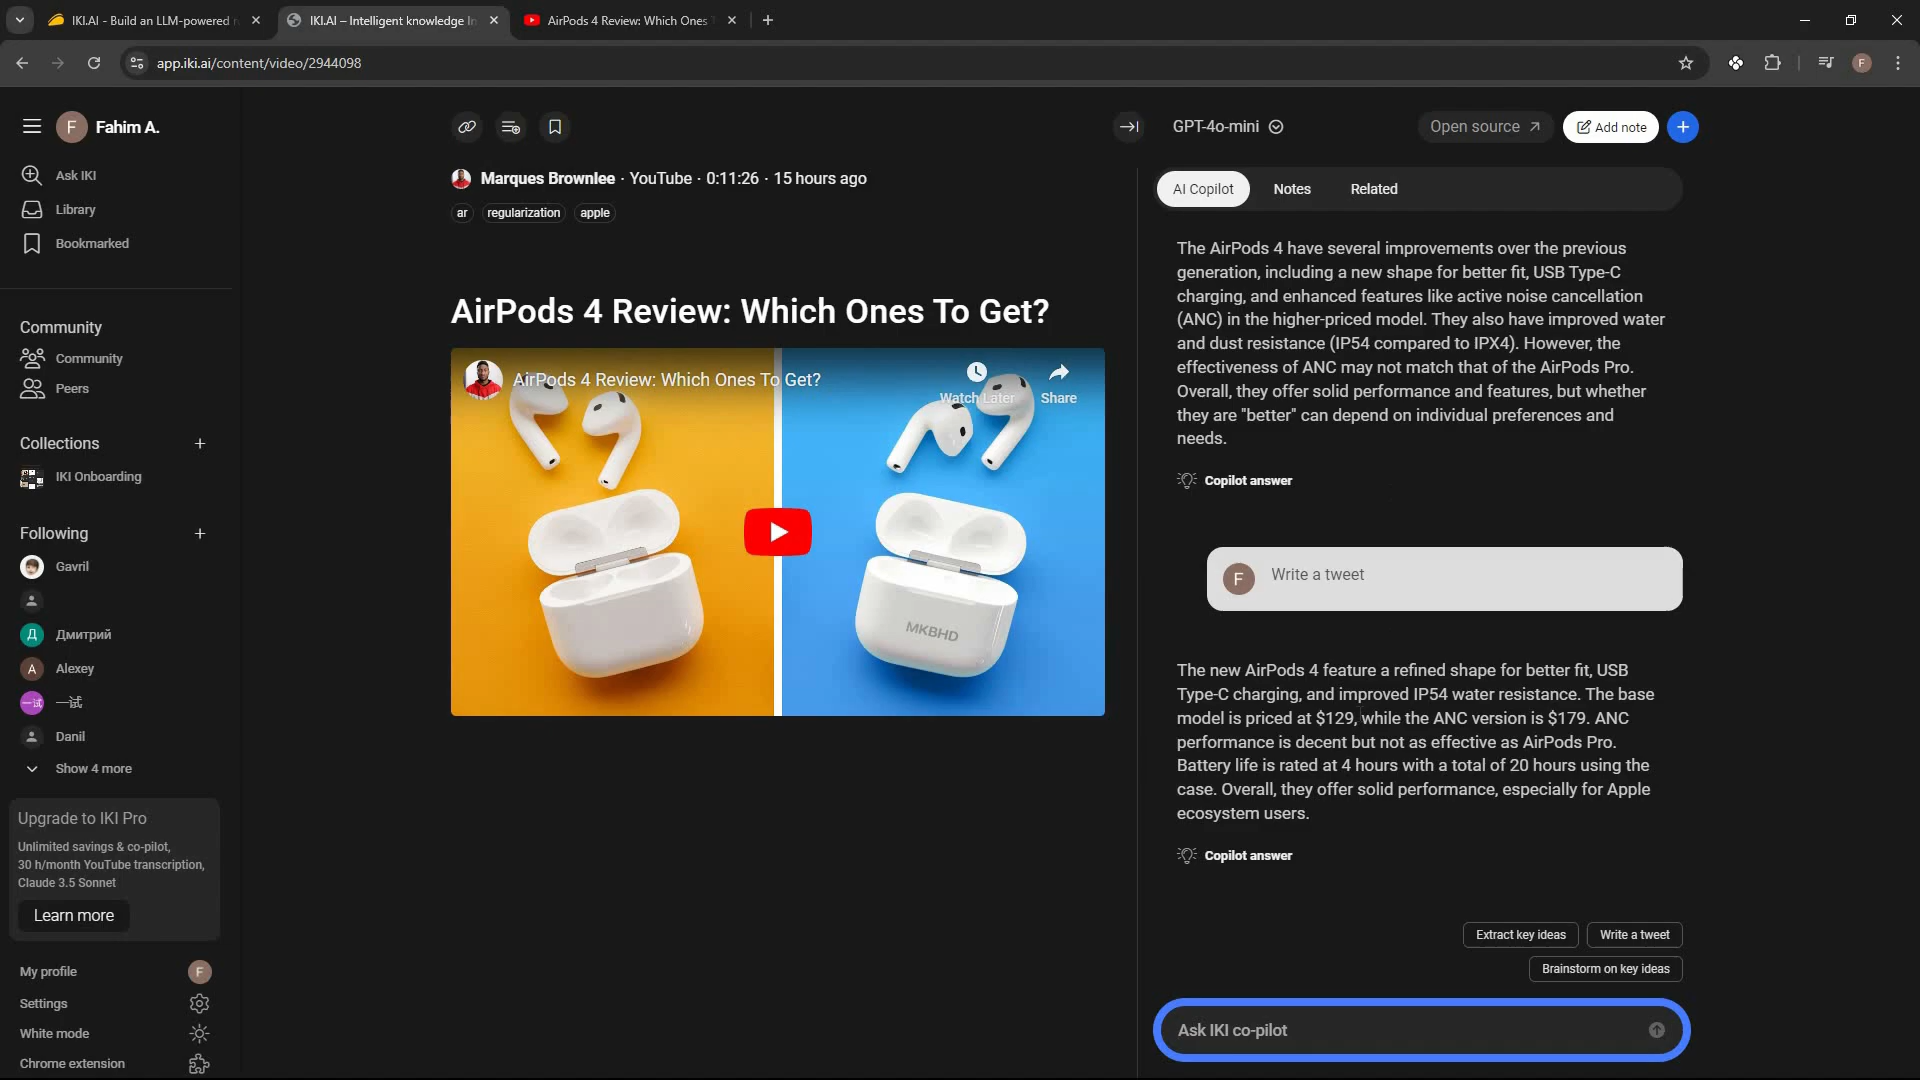 IKI.AI - Build an LLM-powered
IKI.AI – Intelligent knowledge
AirPods 4 Review: Which Ones
app.iki.ai/content/video/2944098
F
F
Fahim A.
Ask IKI
Library
Bookmarked
Community
Community
Peers
Collections
IKI Onboarding
Following
Gavril
Д Дмитрий
A Alexey
一试 一试
Danil
Show 4 more
Upgrade to IKI Pro
Unlimited savings & co-pilot,
30 h/month YouTube transcription,
Claude 3.5 Sonnet
Learn more
My profile F
Settings
White mode
Chrome extension
Marques Brownlee · YouTube · 0:11:26 · 15 hours ago
ar regularization apple
AirPods 4 Review: Which Ones To Get?
AirPods 4 Review: Which Ones To Get?
Watch Later Share
MKBHD
GPT-4o-mini
Open source
Add note
AI Copilot Notes Related
The AirPods 4 have several improvements over the previous
generation, including a new shape for better fit, USB Type-C
charging, and enhanced features like active noise cancellation
(ANC) in the higher-priced model. They also have improved water
and dust resistance (IP54 compared to IPX4). However, the
effectiveness of ANC may not match that of the AirPods Pro.
Overall, they offer solid performance and features, but whether
they are "better" can depend on individual preferences and
needs.
Copilot answer
F Write a tweet
The new AirPods 4 feature a refined shape for better fit, USB
Type-C charging, and improved IP54 water resistance. The base
model is priced at $129, while the ANC version is $179. ANC
performance is decent but not as effective as AirPods Pro.
Battery life is rated at 4 hours with a total of 20 hours using the
case. Overall, they offer solid performance, especially for Apple
ecosystem users.
Copilot answer
Extract key ideas Write a tweet
Brainstorm on key ideas
Ask IKI co-pilot